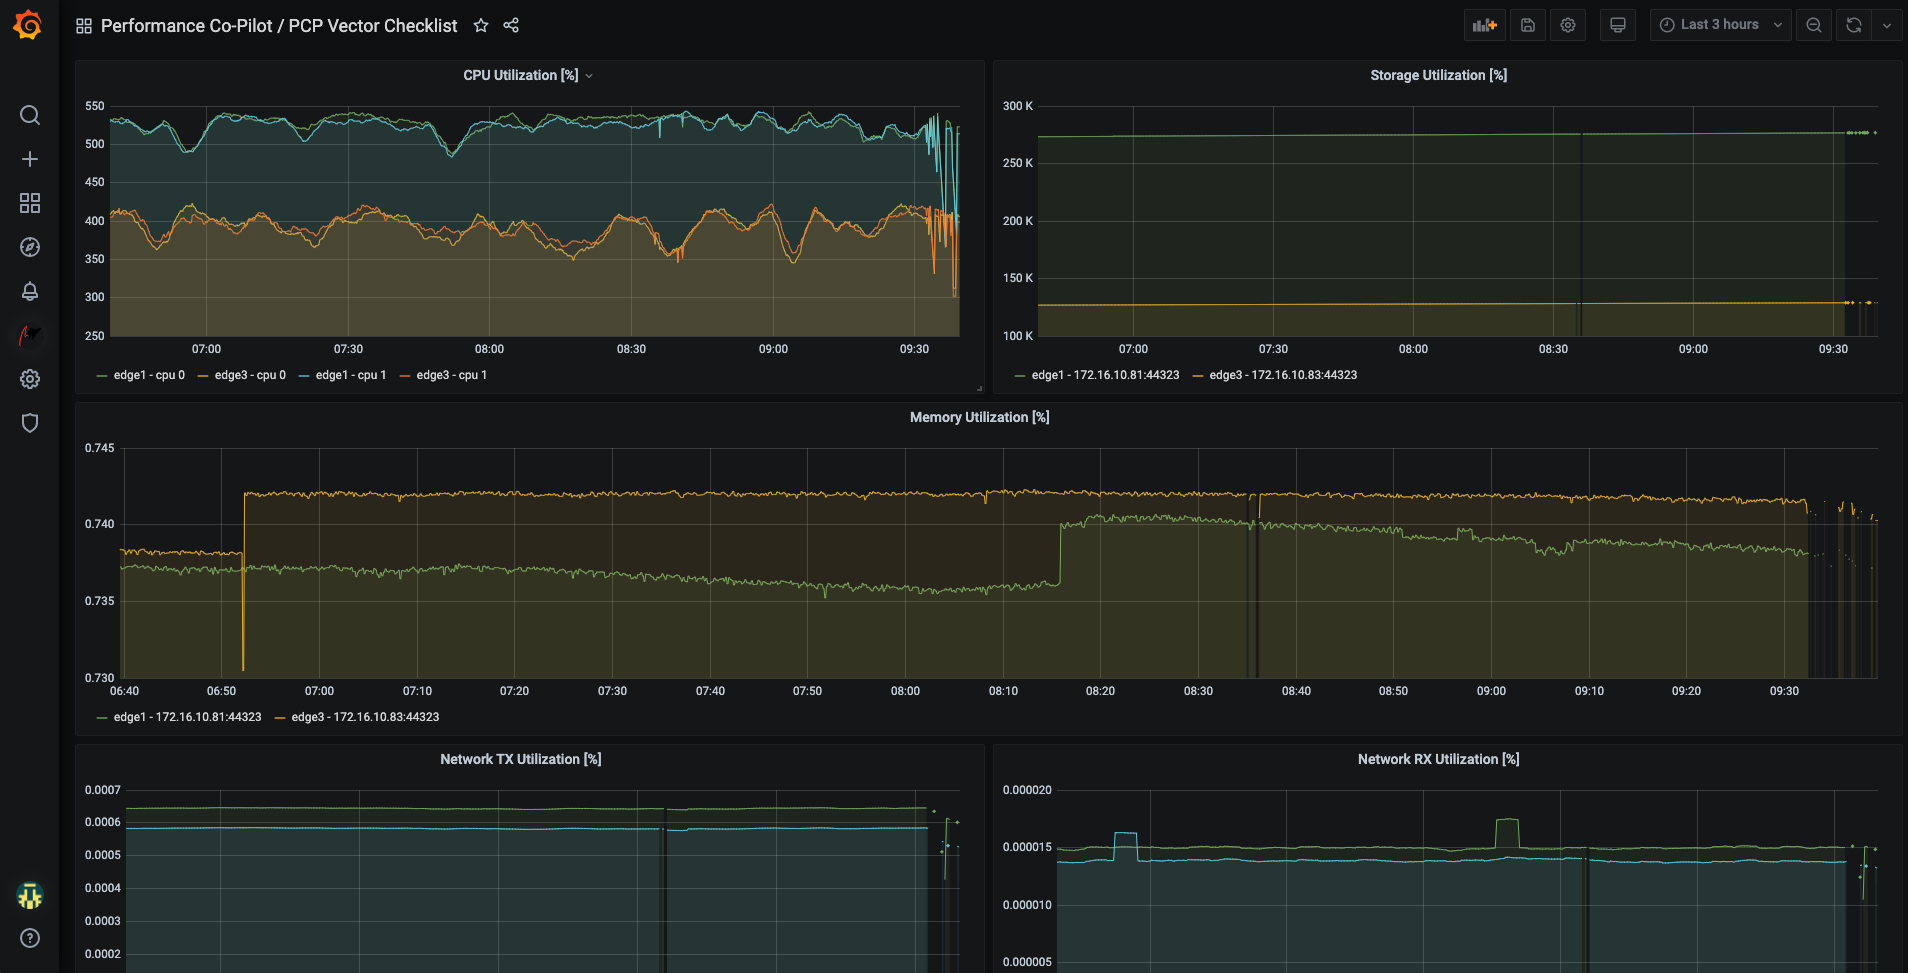 Performance Co-Pilot / PCP Vector Checklist
Last 3 hours
CPU Utilization [%]
550
500
450
400
350
300
250
07:00 07:30 08:00 08:30 09:00 09:30
edge1 - cpu 0 edge3 - cpu 0 edge1 - cpu 1 edge3 - cpu 1
Storage Utilization [%]
300 K
250 K
200 K
150 K
100 K
07:00 07:30 08:00 08:30 09:00 09:30
edge1 - 172.16.10.81:44323 edge3 - 172.16.10.83:44323
Memory Utilization [%]
0.745
0.740
0.735
0.730
06:40 06:50 07:00 07:10 07:20 07:30 07:40 07:50 08:00 08:10 08:20 08:30 08:40 08:50 09:00 09:10 09:20 09:30
edge1 - 172.16.10.81:44323 edge3 - 172.16.10.83:44323
Network TX Utilization [%]
0.0007
0.0006
0.0005
0.0004
0.0003
0.0002
Network RX Utilization [%]
0.000020
0.000015
0.000010
0.000005